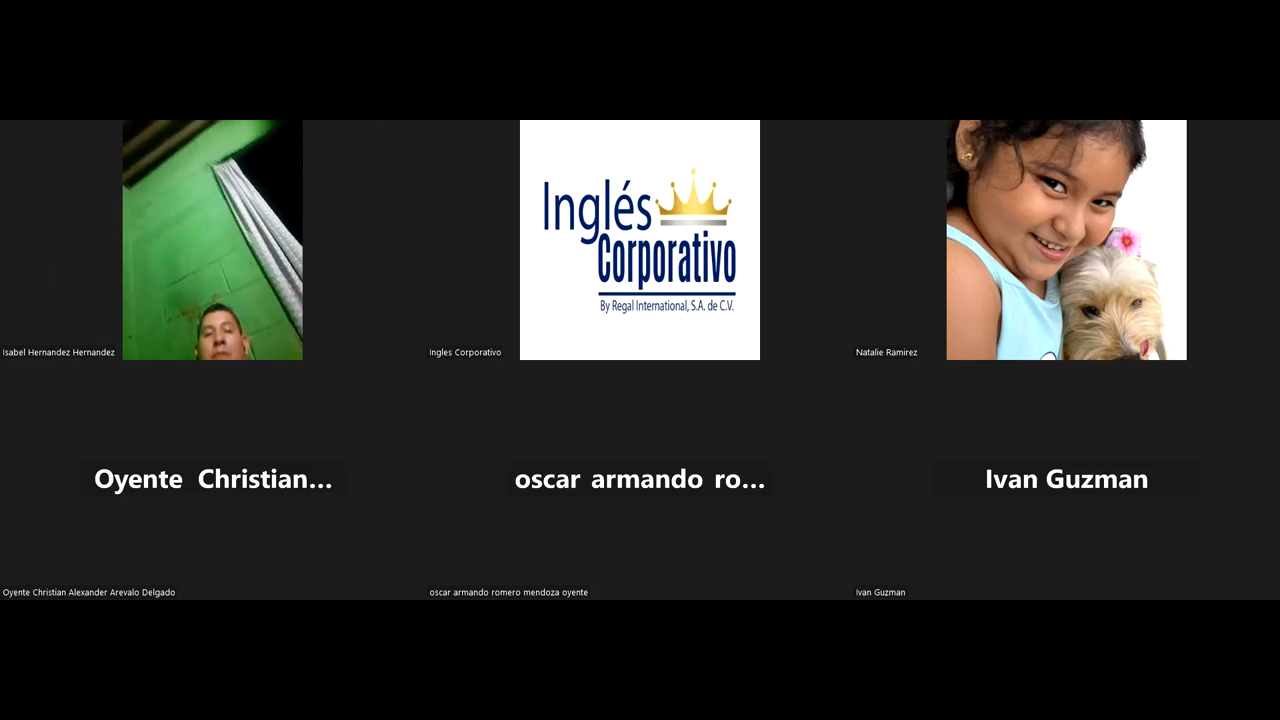 Inglés
Corporativo
By Regal International, S.A. de C.V.
Isabel Hernandez Hernandez
Ingles Corporativo
Natalie Ramirez
Oyente Christian...
oscar armando ro...
Ivan Guzman
Oyente Christian Alexander Arevalo Delgado
oscar armando romero mendoza oyente
Ivan Guzman